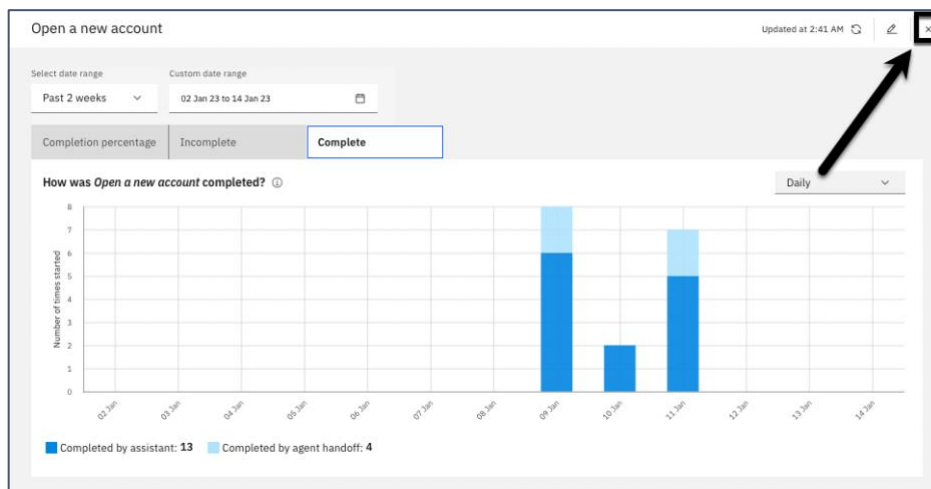 Open a new account
Updated at 2:41 AM
Select date range
Custom date range
Past 2 weeks
02 Jan 23 to 14 Jan 23
Completion percentage
Incomplete
Complete
How was Open a new account completed?
Daily
Number of times started
8
7
6
5
4
3
2
1
0
02 Jan
03 Jan
04 Jan
05 Jan
06 Jan
07 Jan
08 Jan
09 Jan
10 Jan
11 Jan
12 Jan
13 Jan
14 Jan
Completed by assistant: 13
Completed by agent handoff: 4